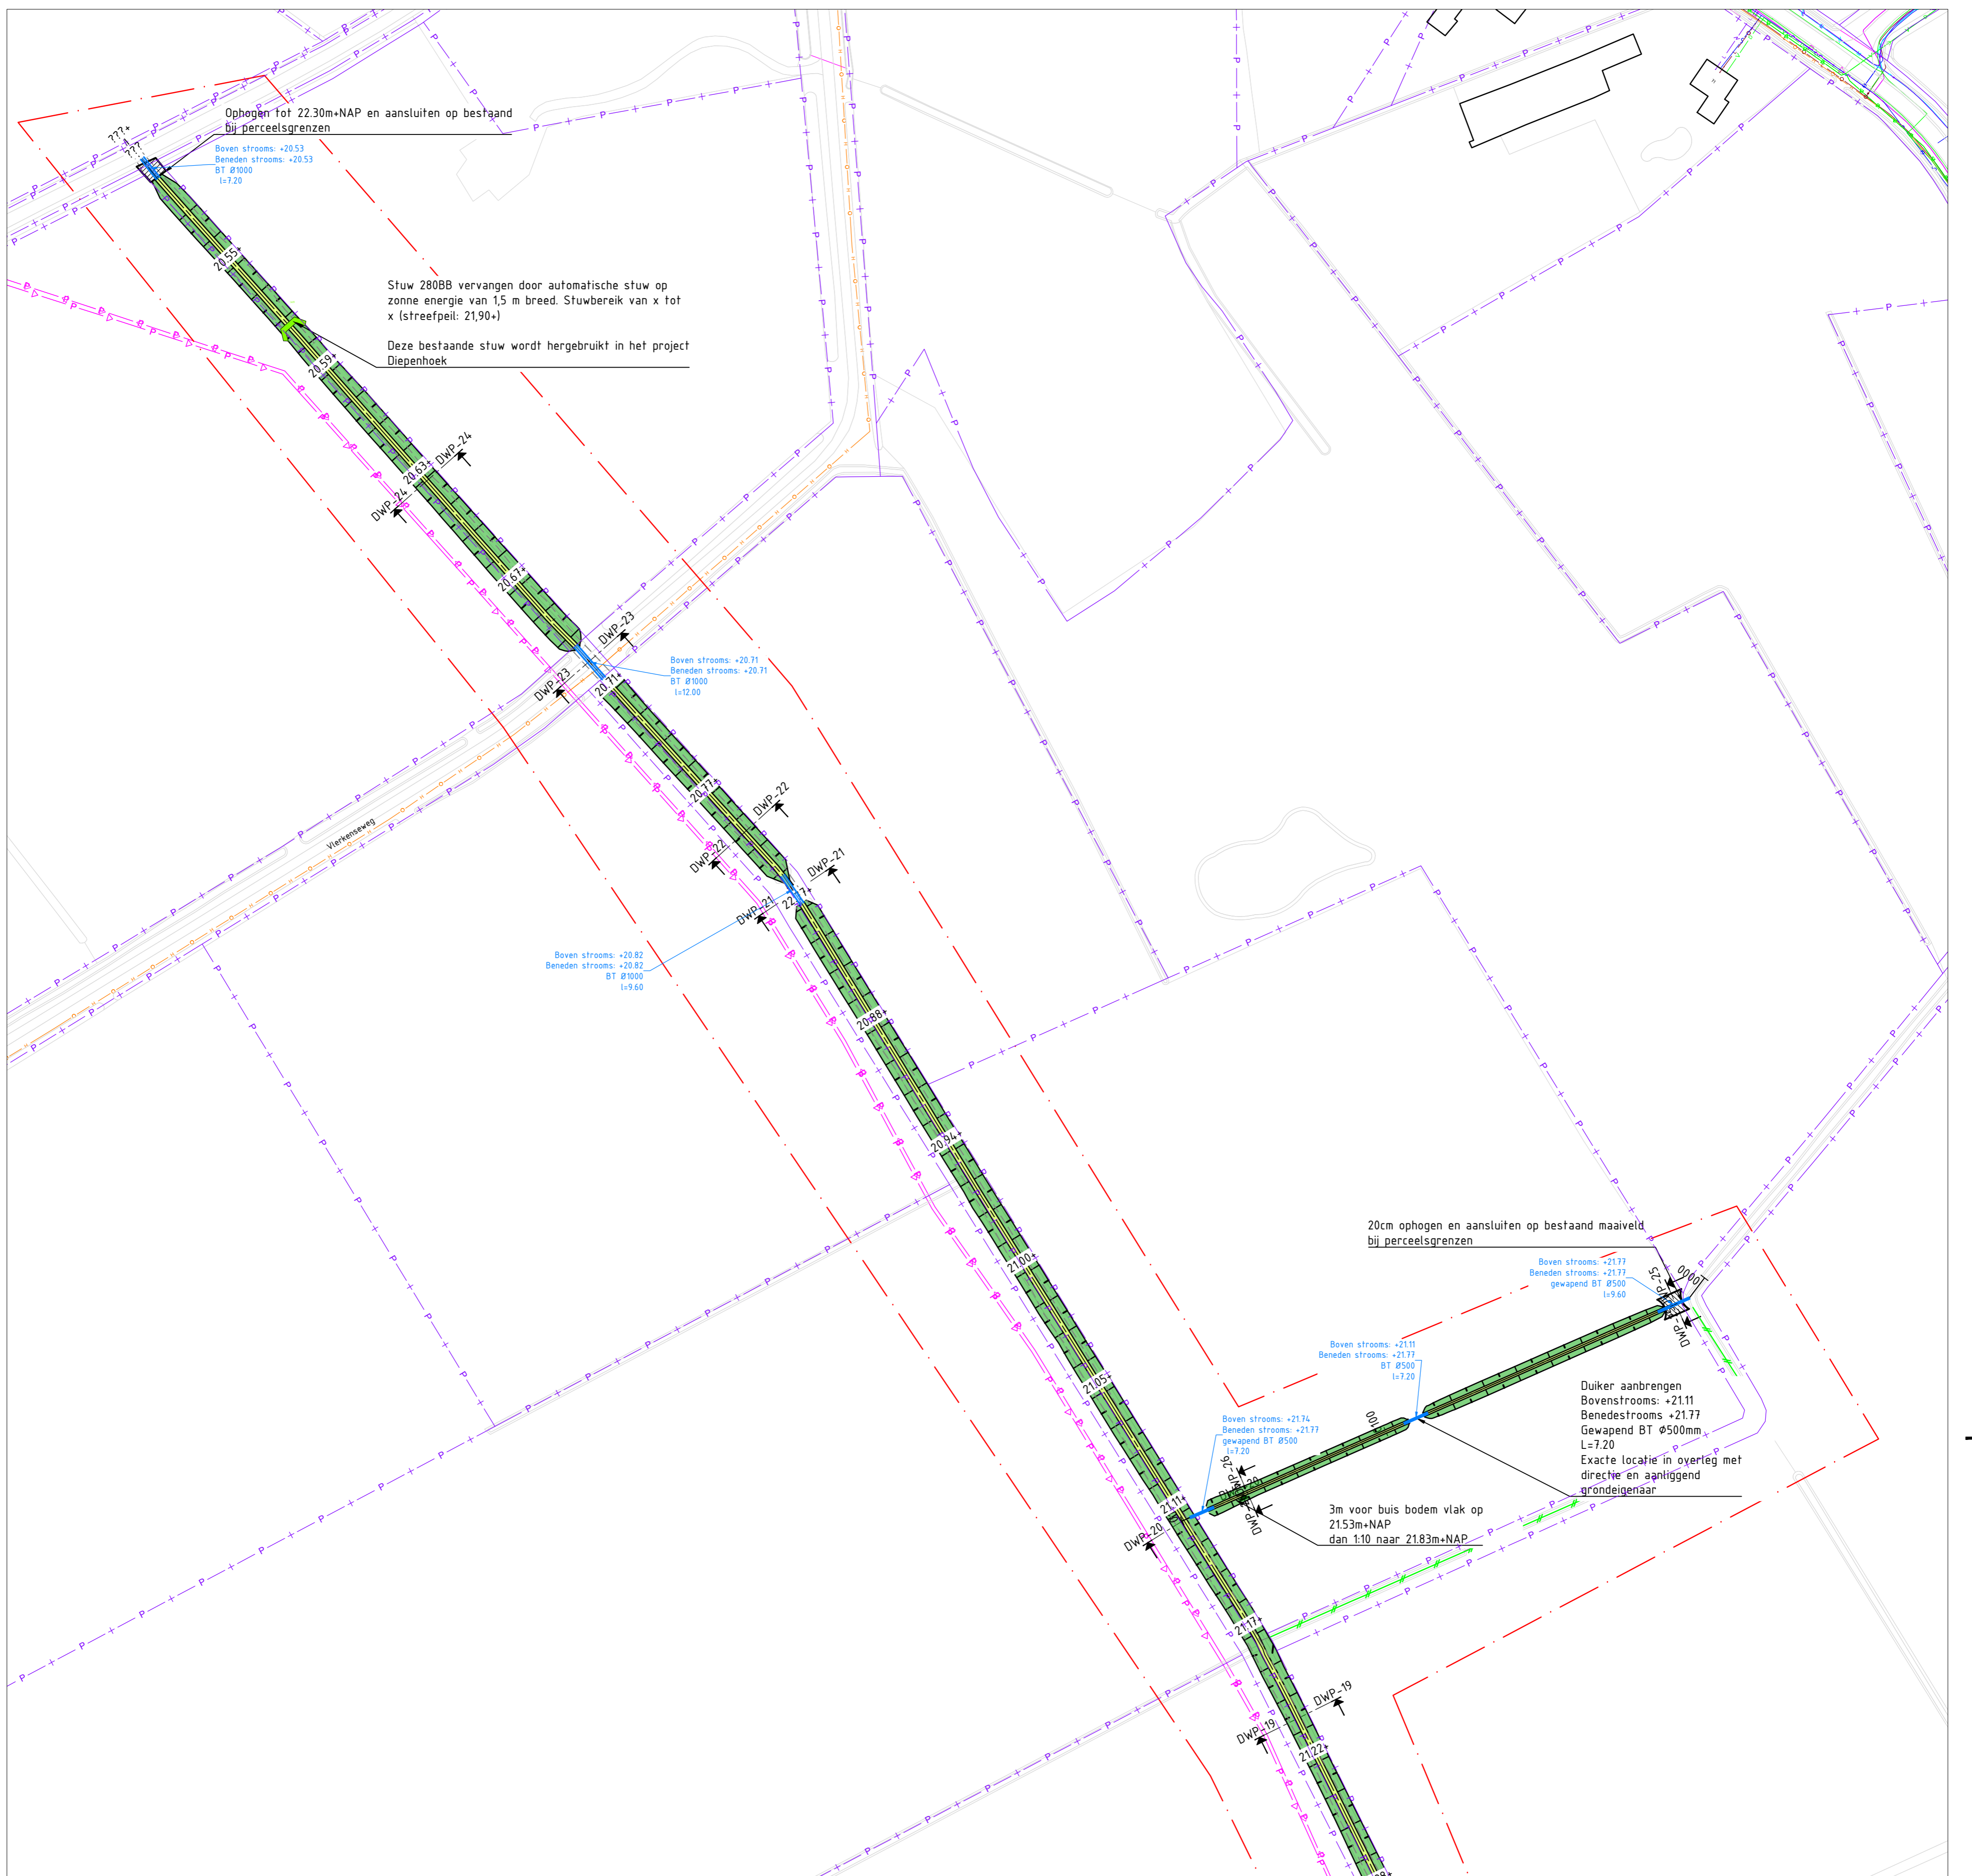 Ophogen tot 22.30m+NAP en aansluiten op bestaand
bij perceelsgrenzen
???+
???
Boven strooms: +20.53
Beneden strooms: +20.53
BT Ø1000
l=7.20
20.55+
Stuw 280BB vervangen door automatische stuw op
zonne energie van 1,5 m breed. Stuwbereik van x tot
x (streefpeil: 21,90+)
Deze bestaande stuw wordt hergebruikt in het project
Diepenhoek
20.59+
DWP-24
20.63+
DWP-24
20.67+
DWP-23
Boven strooms: +20.71
Beneden strooms: +20.71
BT Ø1000
l=12.00
DWP-23
20.71+
20.77+
DWP-22
Vlerkenseweg
DWP-22
DWP-21
DWP-21
Boven strooms: +20.82
Beneden strooms: +20.82
BT Ø1000
l=9.60
20.88+
20.94+
21.00+
20cm ophogen en aansluiten op bestaand maaiveld
bij perceelsgrenzen
Boven strooms: +21.77
Beneden strooms: +21.77
gewapend BT Ø500
l=9.60
DWP-25
10000
DWP-25
Boven strooms: +21.11
Beneden strooms: +21.77
BT Ø500
l=7.20
21.05+
Duiker aanbrengen
Bovenstrooms: +21.11
Benedestrooms +21.77
Gewapend BT Ø500mm
L=7.20
Exacte locatie in overleg met
directie en aanliggend
grondeigenaar
100
Boven strooms: +21.74
Beneden strooms: +21.77
gewapend BT Ø500
l=7.20
DWP-26
21.11+
3m voor buis bodem vlak op
21.53m+NAP
dan 1:10 naar 21.83m+NAP
DWP-20
21.17+
DWP-19
DWP-19
21.22+